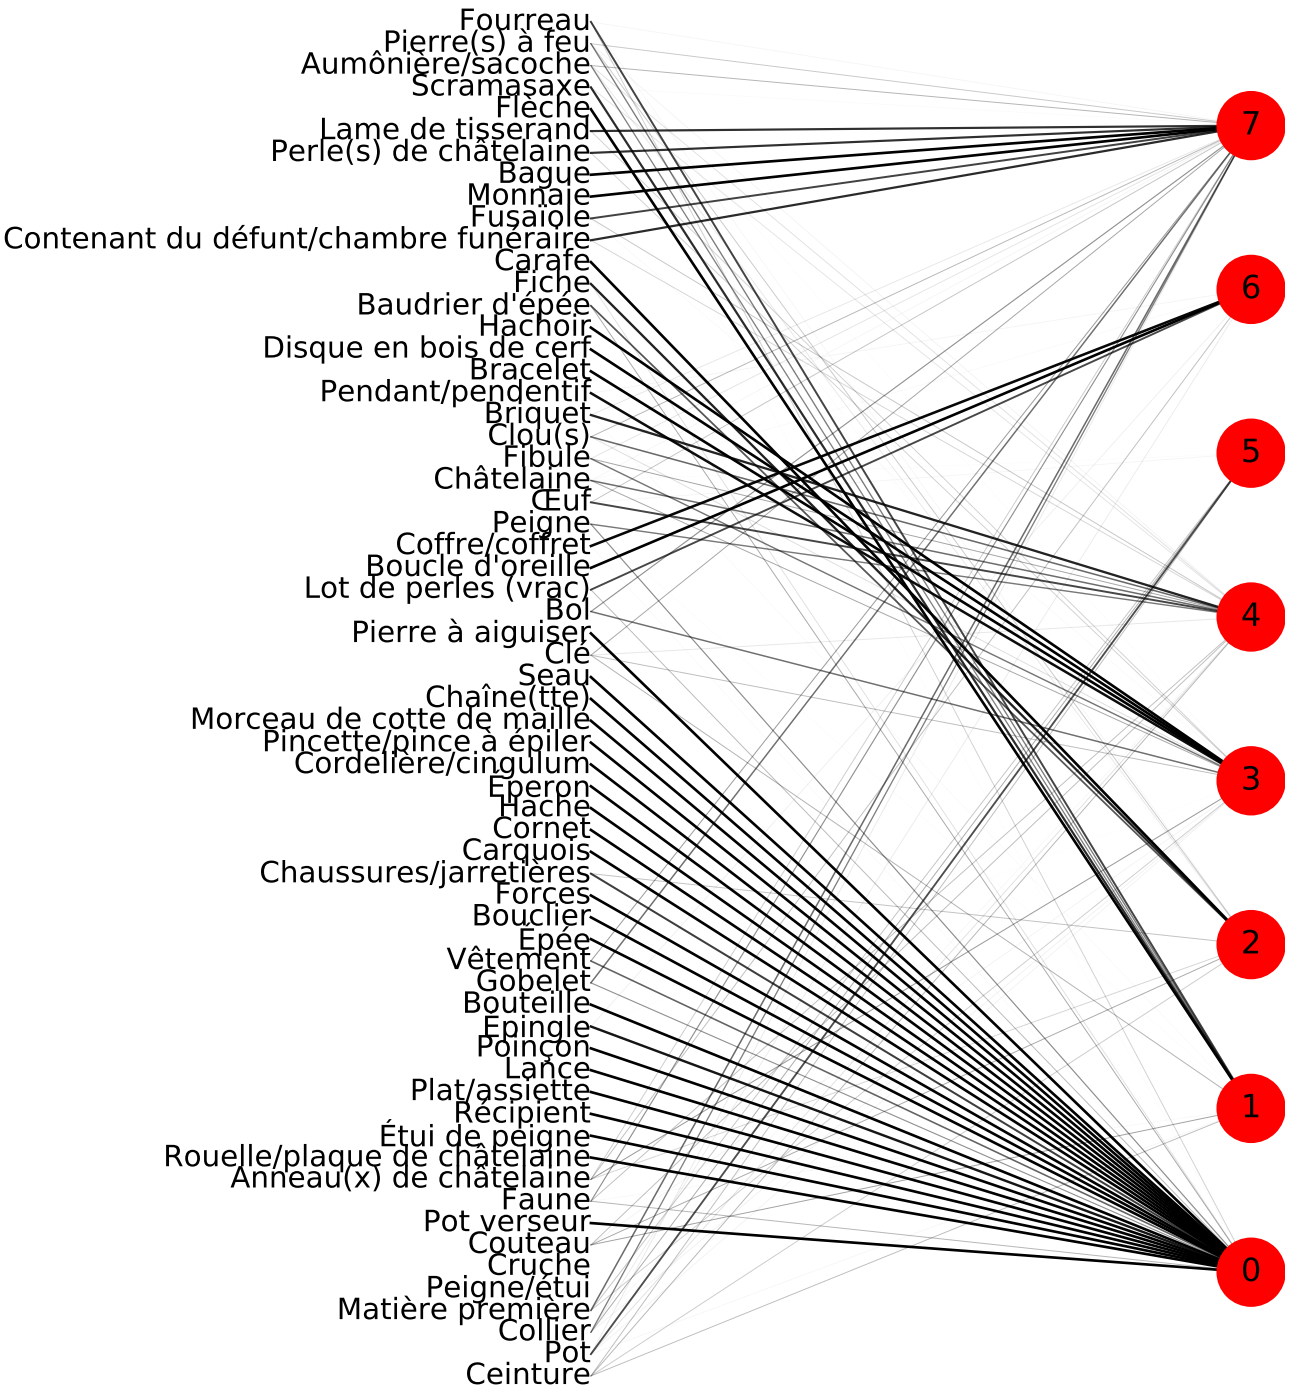 Fourreau
Pierre(s) à feu
Aumônière/sacoche
Scramasaxe
Flèche
Lame de tisserand
Perle(s) de châtelaine
Bague
Monnaie
Fusaïole
Contenant du défunt/chambre funéraire
Carafe
Fiche
Baudrier d'épée
Hachoir
Disque en bois de cerf
Bracelet
Pendant/pendentif
Briquet
Clou(s)
Fibule
Châtelaine
Œuf
Peigne
Coffre/coffret
Boucle d'oreille
Lot de perles (vrac)
Bol
Pierre à aiguiser
Clé
Seau
Chaîne(tte)
Morceau de cotte de maille
Pincette/pince à épiler
Cordelière/cingulum
Éperon
Hache
Cornet
Carquois
Chaussures/jarretières
Forces
Bouclier
Épée
Vêtement
Gobelet
Bouteille
Épingle
Poinçon
Lance
Plat/assiette
Récipient
Étui de peigne
Rouelle/plaque de châtelaine
Anneau(x) de châtelaine
Faune
Pot verseur
Couteau
Cruche
Peigne/étui
Matière première
Collier
Pot
Ceinture
7
6
5
4
3
2
1
0